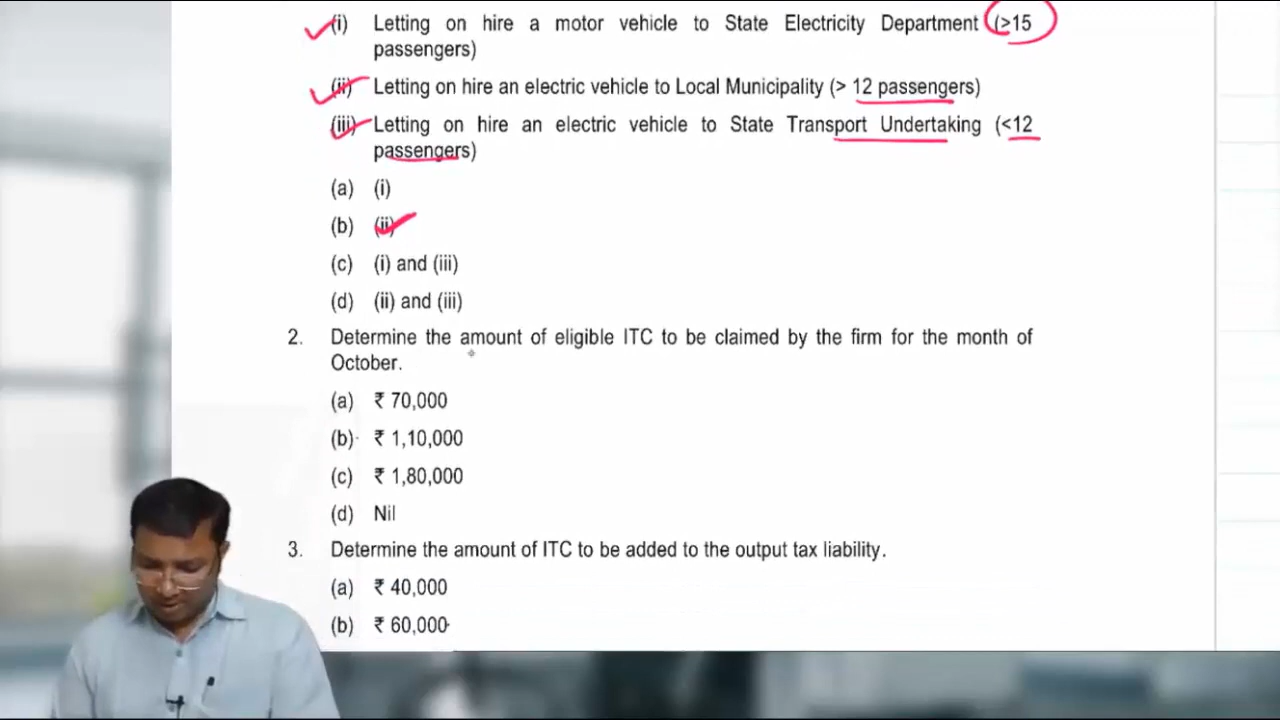 (i) Letting on hire a motor vehicle to State Electricity Department (>15
passengers)
(ii) Letting on hire an electric vehicle to Local Municipality (> 12 passengers)
(iii) Letting on hire an electric vehicle to State Transport Undertaking (<12
passengers)
(a) (i)
(b) (ii)
(c) (i) and (iii)
(d) (ii) and (iii)
2. Determine the amount of eligible ITC to be claimed by the firm for the month of
October.
(a) ₹ 70,000
(b) ₹ 1,10,000
(c) ₹ 1,80,000
(d) Nil
3. Determine the amount of ITC to be added to the output tax liability.
(a) ₹ 40,000
(b) ₹ 60,000